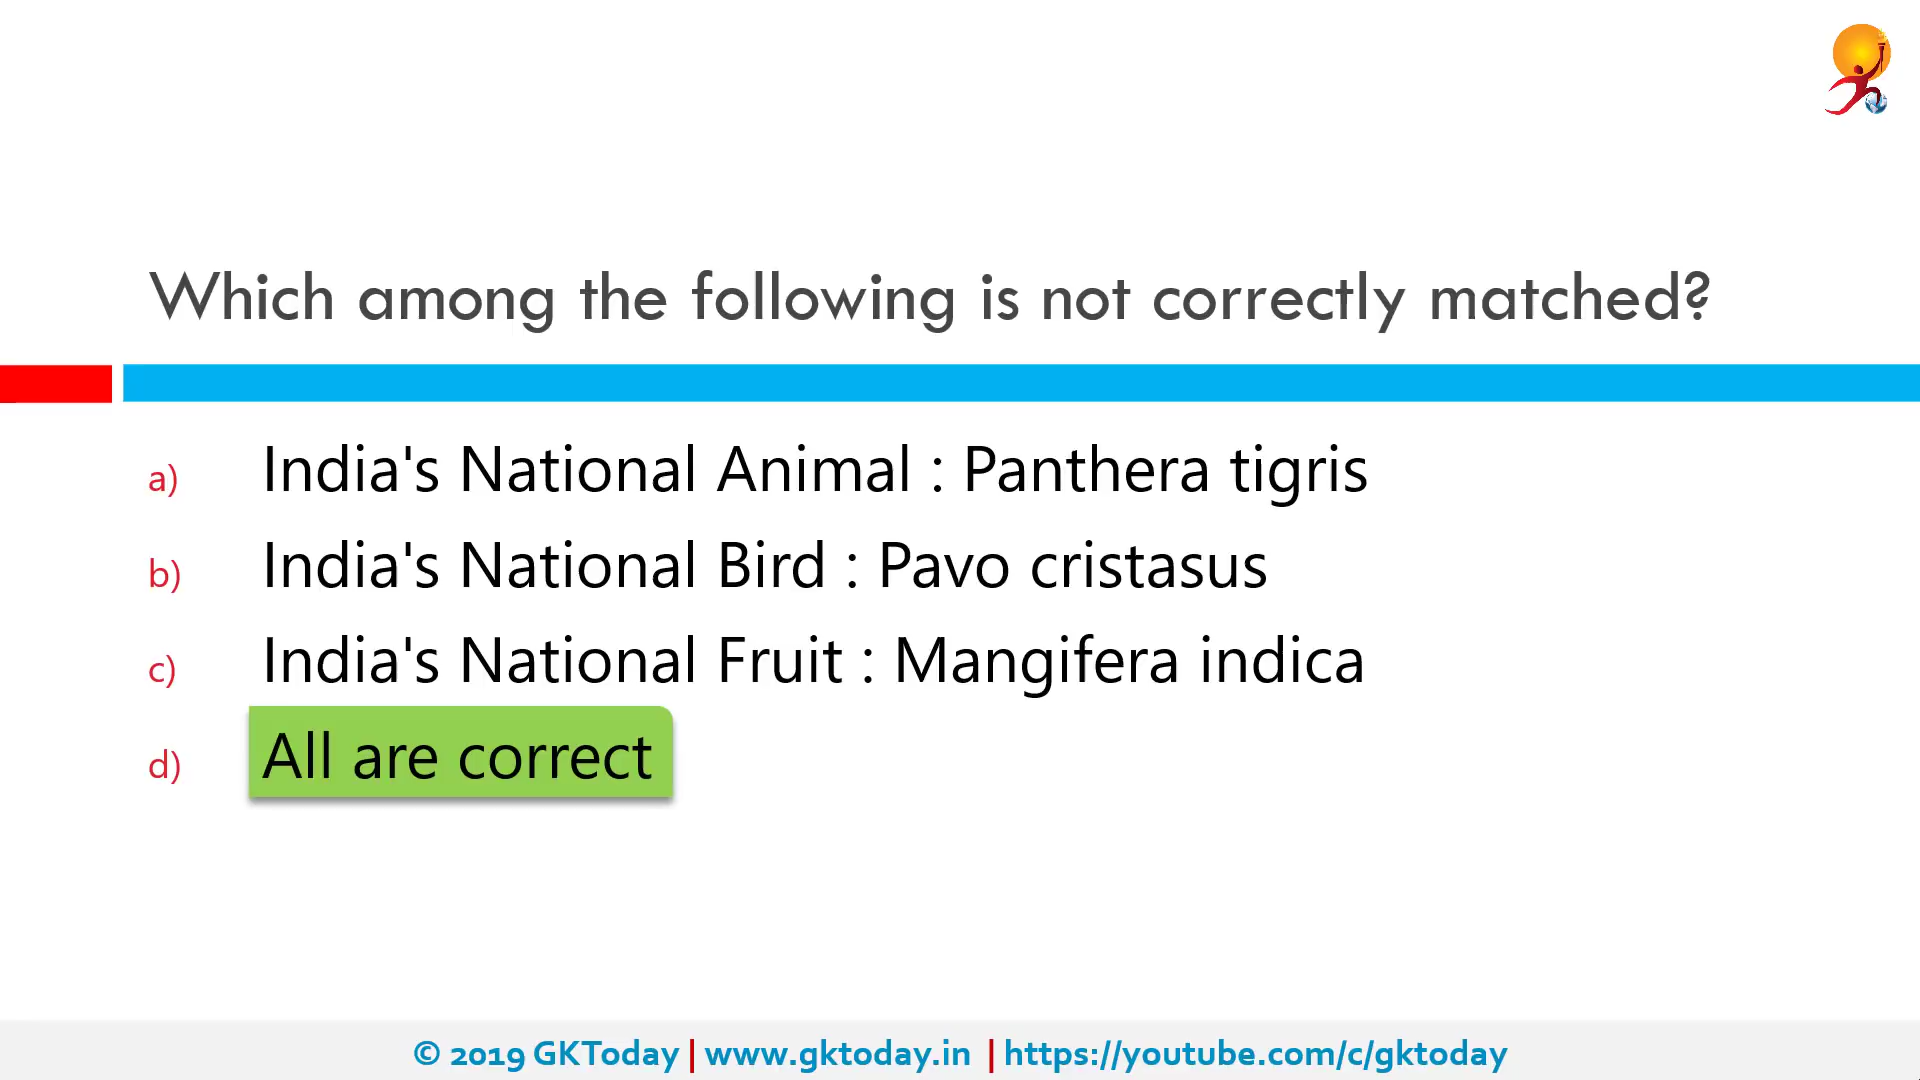 Which among the following is not correctly matched?
a) India's National Animal : Panthera tigris
b) India's National Bird : Pavo cristasus
c) India's National Fruit : Mangifera indica
d) All are correct
© 2019 GKToday | www.gktoday.in | https://youtube.com/c/gktoday